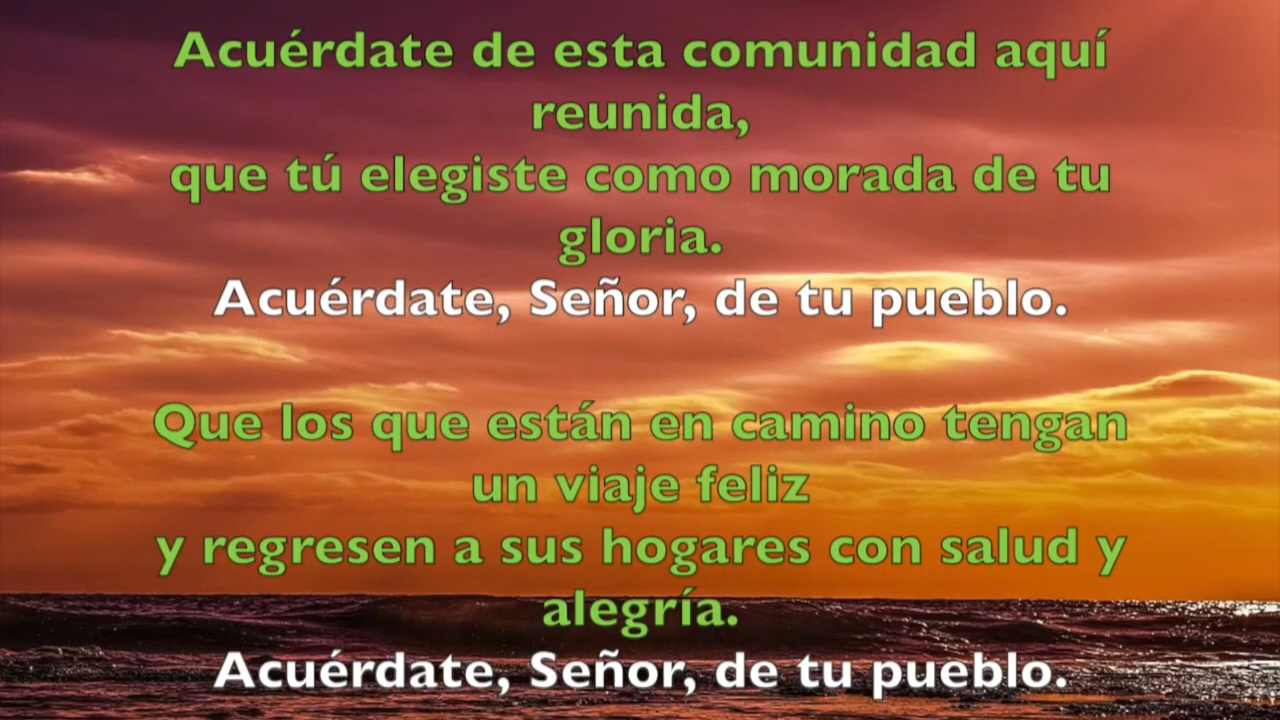 Acuérdate de esta comunidad aquí
reunida,
que tú elegiste como morada de tu
gloria.
Acuérdate, Señor, de tu pueblo.
Que los que están en camino tengan
un viaje feliz
y regresen a sus hogares con salud y
alegría.
Acuérdate, Señor, de tu pueblo.